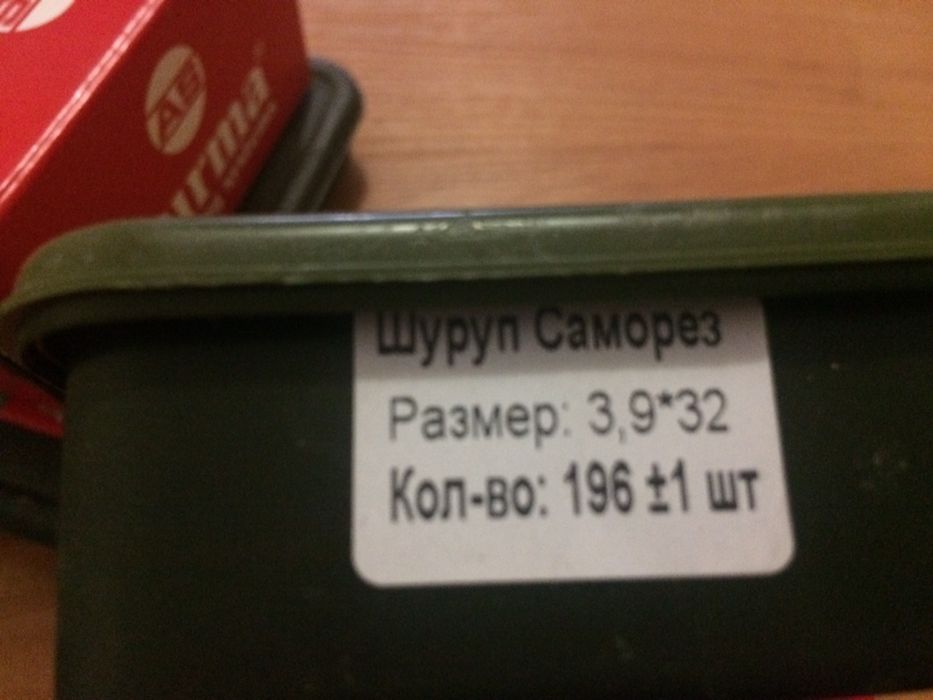 Шуруп Саморез
Размер: 3,9*32
Кол-во: 196 ±1 шт